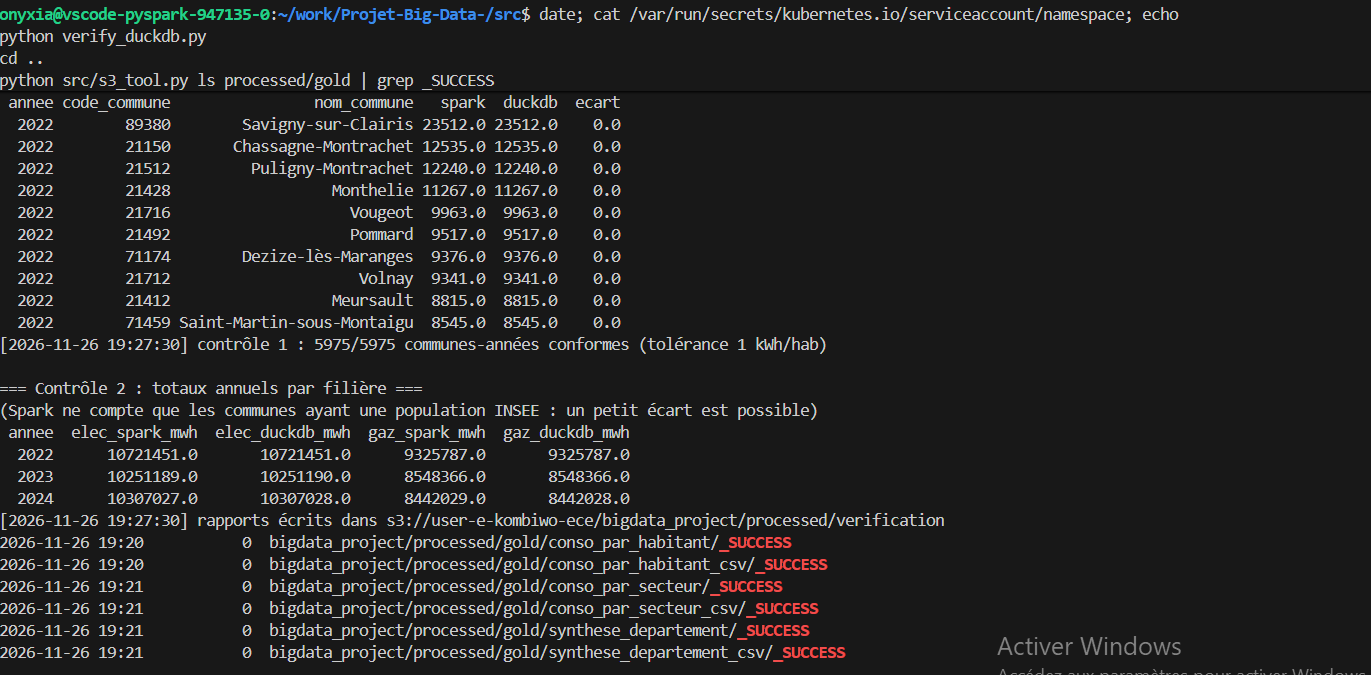 onyxia@vscode-pyspark-947135-0:~/work/Projet-Big-Data-/src$ date; cat /var/run/secrets/kubernetes.io/serviceaccount/namespace; echo
python verify_duckdb.py
cd ..
python src/s3_tool.py ls processed/gold | grep _SUCCESS
annee code_commune nom_commune spark duckdb ecart
2022 89380 Savigny-sur-Clairis 23512.0 23512.0 0.0
2022 21150 Chassagne-Montrachet 12535.0 12535.0 0.0
2022 21512 Puligny-Montrachet 12240.0 12240.0 0.0
2022 21428 Monthelie 11267.0 11267.0 0.0
2022 21716 Vougeot 9963.0 9963.0 0.0
2022 21492 Pommard 9517.0 9517.0 0.0
2022 71174 Dezize-lès-Maranges 9376.0 9376.0 0.0
2022 21712 Volnay 9341.0 9341.0 0.0
2022 21412 Meursault 8815.0 8815.0 0.0
2022 71459 Saint-Martin-sous-Montaigu 8545.0 8545.0 0.0
[2026-11-26 19:27:30] contrôle 1 : 5975/5975 communes-années conformes (tolérance 1 kWh/hab)
=== Contrôle 2 : totaux annuels par filière ===
(Spark ne compte que les communes ayant une population INSEE : un petit écart est possible)
annee elec_spark_mwh elec_duckdb_mwh gaz_spark_mwh gaz_duckdb_mwh
2022 10721451.0 10721451.0 9325787.0 9325787.0
2023 10251189.0 10251190.0 8548366.0 8548366.0
2024 10307027.0 10307028.0 8442029.0 8442028.0
[2026-11-26 19:27:30] rapports écrits dans s3://user-e-kombiwo-ece/bigdata_project/processed/verification
2026-11-26 19:20 0 bigdata_project/processed/gold/conso_par_habitant/_SUCCESS
2026-11-26 19:20 0 bigdata_project/processed/gold/conso_par_habitant_csv/_SUCCESS
2026-11-26 19:21 0 bigdata_project/processed/gold/conso_par_secteur/_SUCCESS
2026-11-26 19:21 0 bigdata_project/processed/gold/conso_par_secteur_csv/_SUCCESS
2026-11-26 19:21 0 bigdata_project/processed/gold/synthese_departement/_SUCCESS
2026-11-26 19:21 0 bigdata_project/processed/gold/synthese_departement_csv/_SUCCESS
Activer Windows
Accédez aux paramètres pour activer Windows